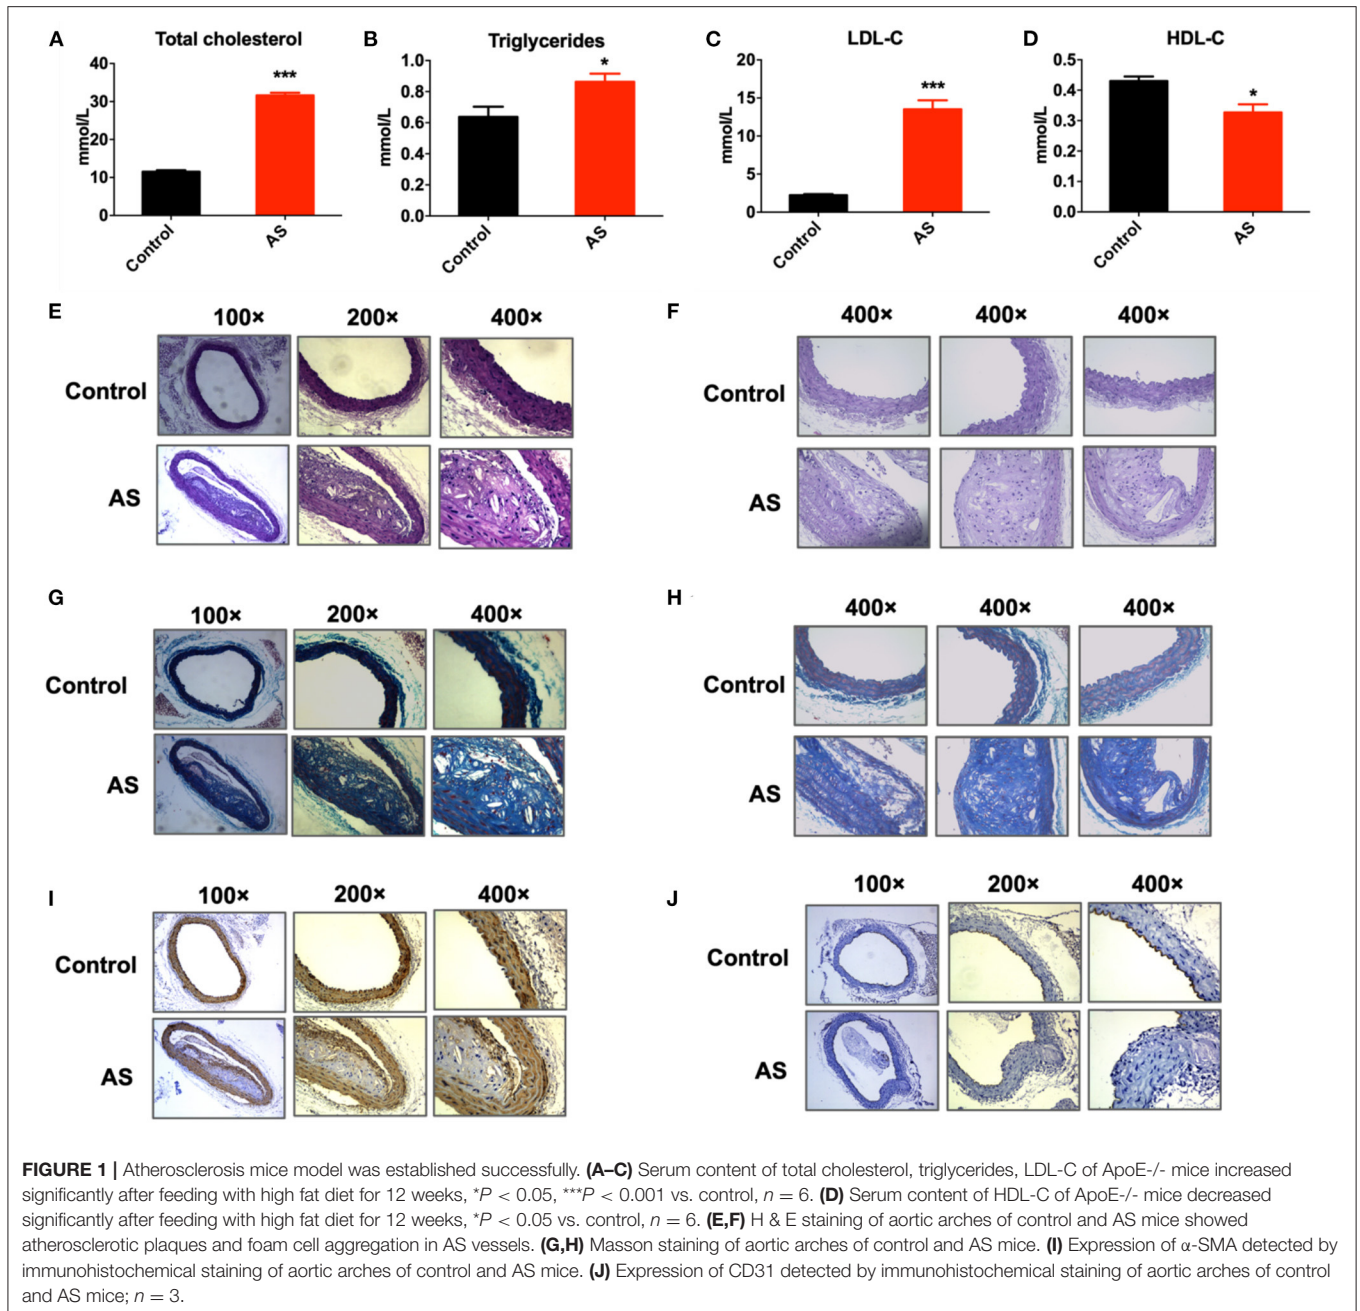 A Total cholesterol
mmol/L
40
30
20
10
0
***
Control
AS
B Triglycerides
mmol/L
1.0
0.8
0.6
0.4
0.2
0.0
*
Control
AS
C LDL-C
mmol/L
20
15
10
5
0
***
Control
AS
D HDL-C
mmol/L
0.5
0.4
0.3
0.2
0.1
0.0
*
Control
AS
E
100× 200× 400×
Control
AS
F
400× 400× 400×
Control
AS
G
100× 200× 400×
Control
AS
H
400× 400× 400×
Control
AS
I
100× 200× 400×
Control
AS
J
100× 200× 400×
Control
AS
FIGURE 1 | Atherosclerosis mice model was established successfully. (A–C) Serum content of total cholesterol, triglycerides, LDL-C of ApoE-/- mice increased
significantly after feeding with high fat diet for 12 weeks, *P < 0.05, ***P < 0.001 vs. control, n = 6. (D) Serum content of HDL-C of ApoE-/- mice decreased
significantly after feeding with high fat diet for 12 weeks, *P < 0.05 vs. control, n = 6. (E,F) H & E staining of aortic arches of control and AS mice showed
atherosclerotic plaques and foam cell aggregation in AS vessels. (G,H) Masson staining of aortic arches of control and AS mice. (I) Expression of α-SMA detected by
immunohistochemical staining of aortic arches of control and AS mice. (J) Expression of CD31 detected by immunohistochemical staining of aortic arches of control
and AS mice; n = 3.